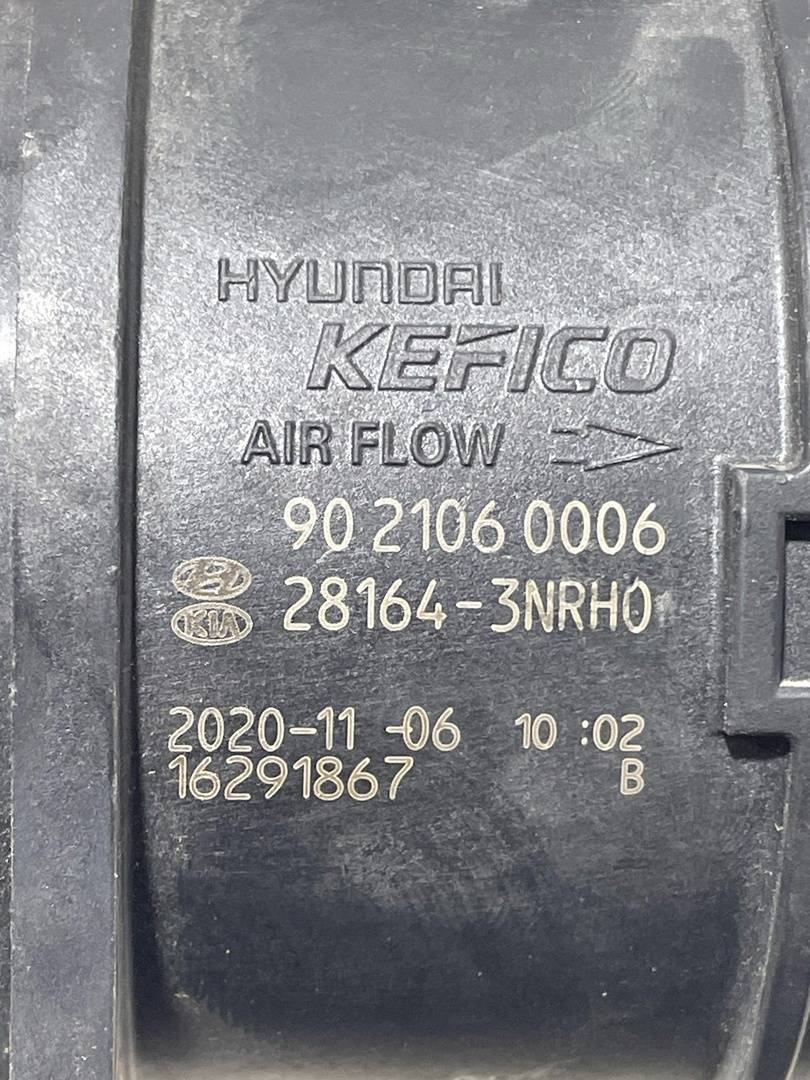 HYUNDAI
KEFICO
AIR FLOW
90 2106 0006
28164-3NRH0
KIA
2020-11 -06 10 :02
16291867 B